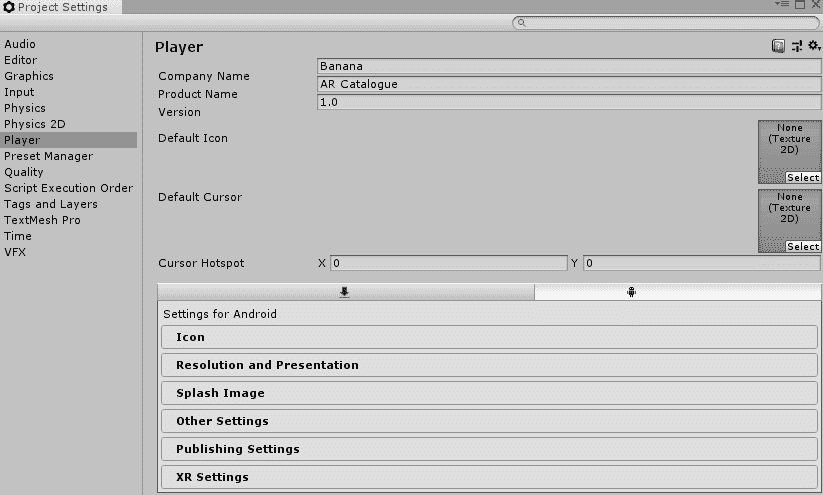 Project Settings
Audio
Editor
Graphics
Input
Physics
Physics 2D
Player
Preset Manager
Quality
Script Execution Order
Tags and Layers
TextMesh Pro
Time
VFX
Player
Company Name Banana
Product Name AR Catalogue
Version 1.0
Default Icon
None
(Texture
2D)
Select
Default Cursor
None
(Texture
2D)
Select
Cursor Hotspot X 0 Y 0
Settings for Android
Icon
Resolution and Presentation
Splash Image
Other Settings
Publishing Settings
XR Settings